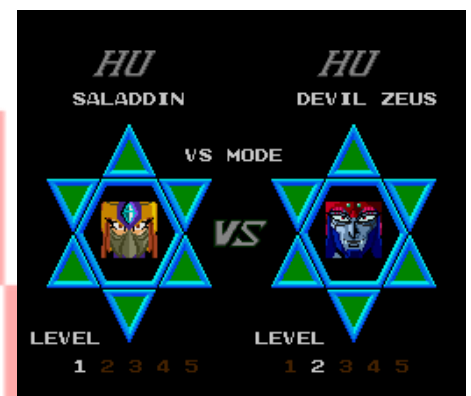 HU HU
SALADDIN DEVIL ZEUS
VS MODE
VS
LEVEL LEVEL
1 2 3 4 5 1 2 3 4 5